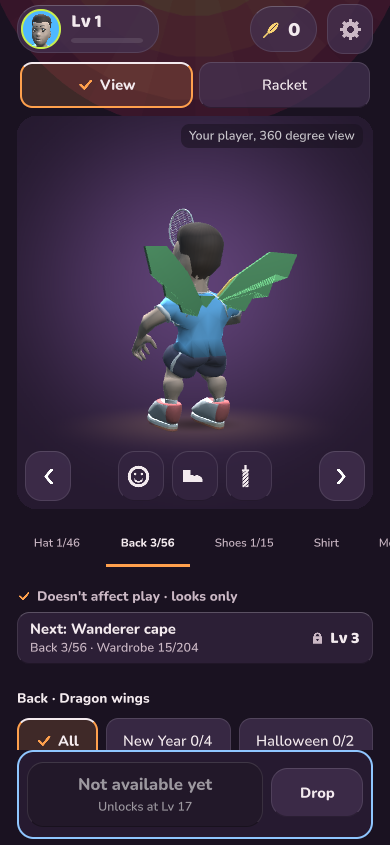 Lv 1
0
View
Racket
Your player, 360 degree view
Hat 1/46
Back 3/56
Shoes 1/15
Shirt
Doesn't affect play · looks only
Next: Wanderer cape
Back 3/56 · Wardrobe 15/204
Lv 3
Back · Dragon wings
All
New Year 0/4
Halloween 0/2
Not available yet
Unlocks at Lv 17
Drop